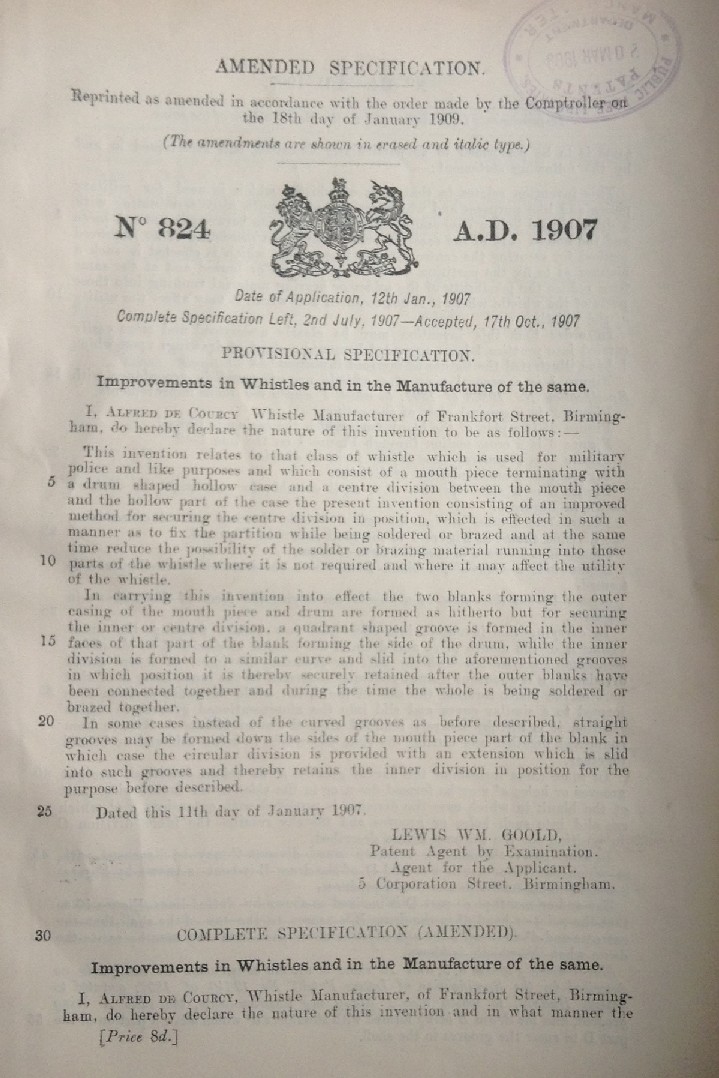 AMENDED SPECIFICATION.
Reprinted as amended in accordance with the order made by the Comptroller on
the 18th day of January 1909.
(The amendments are shown in erased and italic type.)
Nº 824
A.D. 1907
Date of Application, 12th Jan., 1907
Complete Specification Left, 2nd July, 1907—Accepted, 17th Oct., 1907
PROVISIONAL SPECIFICATION.
Improvements in Whistles and in the Manufacture of the same.
I, ALFRED DE COURCY Whistle Manufacturer of Frankfort Street, Birming-
ham, do hereby declare the nature of this invention to be as follows:—
This invention relates to that class of whistle which is used for military
police and like purposes and which consist of a mouth piece terminating with
5 a drum shaped hollow case and a centre division between the mouth piece
and the hollow part of the case the present invention consisting of an improved
method for securing the centre division in position, which is effected in such a
manner as to fix the partition while being soldered or brazed and at the same
time reduce the possibility of the solder or brazing material running into those
10 parts of the whistle where it is not required and where it may affect the utility
of the whistle.
In carrying this invention into effect the two blanks forming the outer
casing of the mouth piece and drum are formed as hitherto but for securing
the inner or centre division, a quadrant shaped groove is formed in the inner
15 faces of that part of the blank forming the side of the drum, while the inner
division is formed to a similar curve and slid into the aforementioned grooves
in which position it is thereby securely retained after the outer blanks have
been connected together and during the time the whole is being soldered or
brazed together.
20 In some cases instead of the curved grooves as before described, straight
grooves may be formed down the sides of the mouth piece part of the blank in
which case the circular division is provided with an extension which is slid
into such grooves and thereby retains the inner division in position for the
purpose before described.
25 Dated this 11th day of January 1907.
LEWIS WM. GOOLD,
Patent Agent by Examination.
Agent for the Applicant.
5 Corporation Street, Birmingham.
30 COMPLETE SPECIFICATION (AMENDED).
Improvements in Whistles and in the Manufacture of the same.
I, ALFRED DE COURCY, Whistle Manufacturer, of Frankfort Street, Birming-
ham, do hereby declare the nature of this invention and in what manner the
[Price 8d.]
PATENTS
DEPARTMENT
PUBLIC